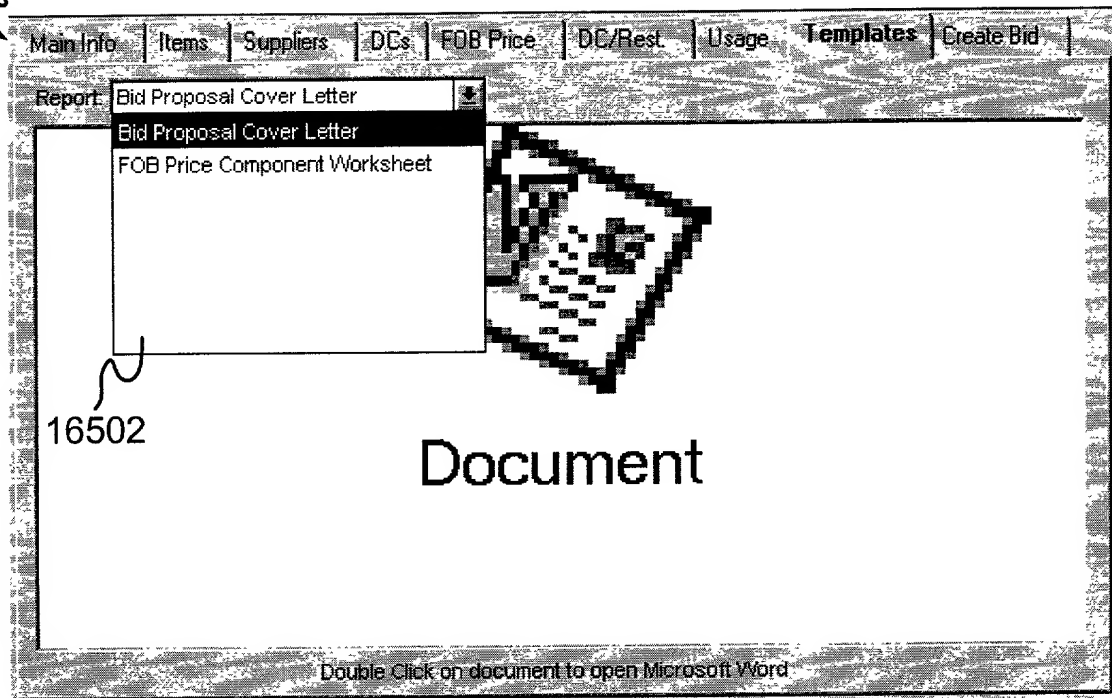 Main Info Items Suppliers DCs FOB Price DC/Rest. Usage Templates Create Bid
Report: Bid Proposal Cover Letter
Bid Proposal Cover Letter
FOB Price Component Worksheet
16502
Document
Double Click on document to open Microsoft Word